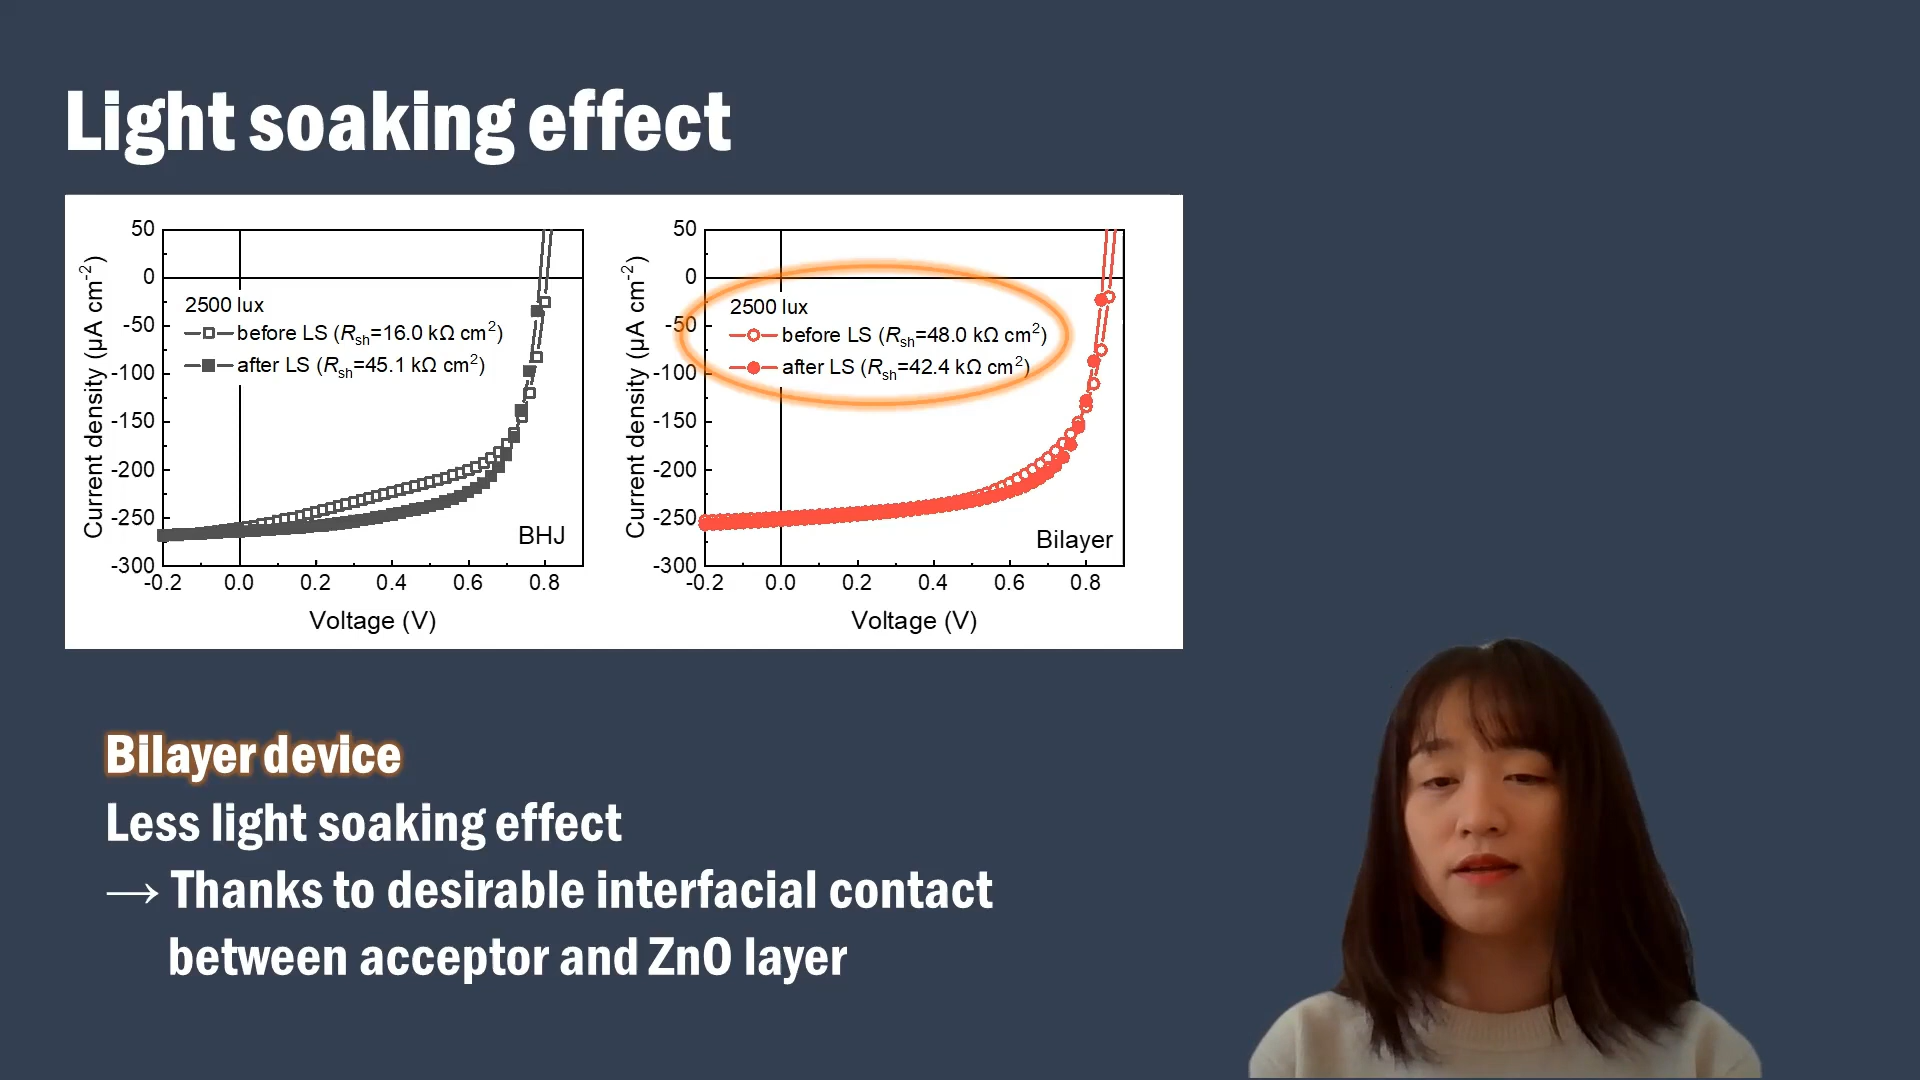 Light soaking effect
50
0
-50
-100
-150
-200
-250
-300
-0.2 0.0 0.2 0.4 0.6 0.8
Current density (µA cm⁻²)
Voltage (V)
2500 lux
before LS (Rsh=16.0 kΩ cm²)
after LS (Rsh=45.1 kΩ cm²)
BHJ
50
0
-50
-100
-150
-200
-250
-300
-0.2 0.0 0.2 0.4 0.6 0.8
Current density (µA cm⁻²)
Voltage (V)
2500 lux
before LS (Rsh=48.0 kΩ cm²)
after LS (Rsh=42.4 kΩ cm²)
Bilayer
Bilayer device
Less light soaking effect
→ Thanks to desirable interfacial contact
between acceptor and ZnO layer